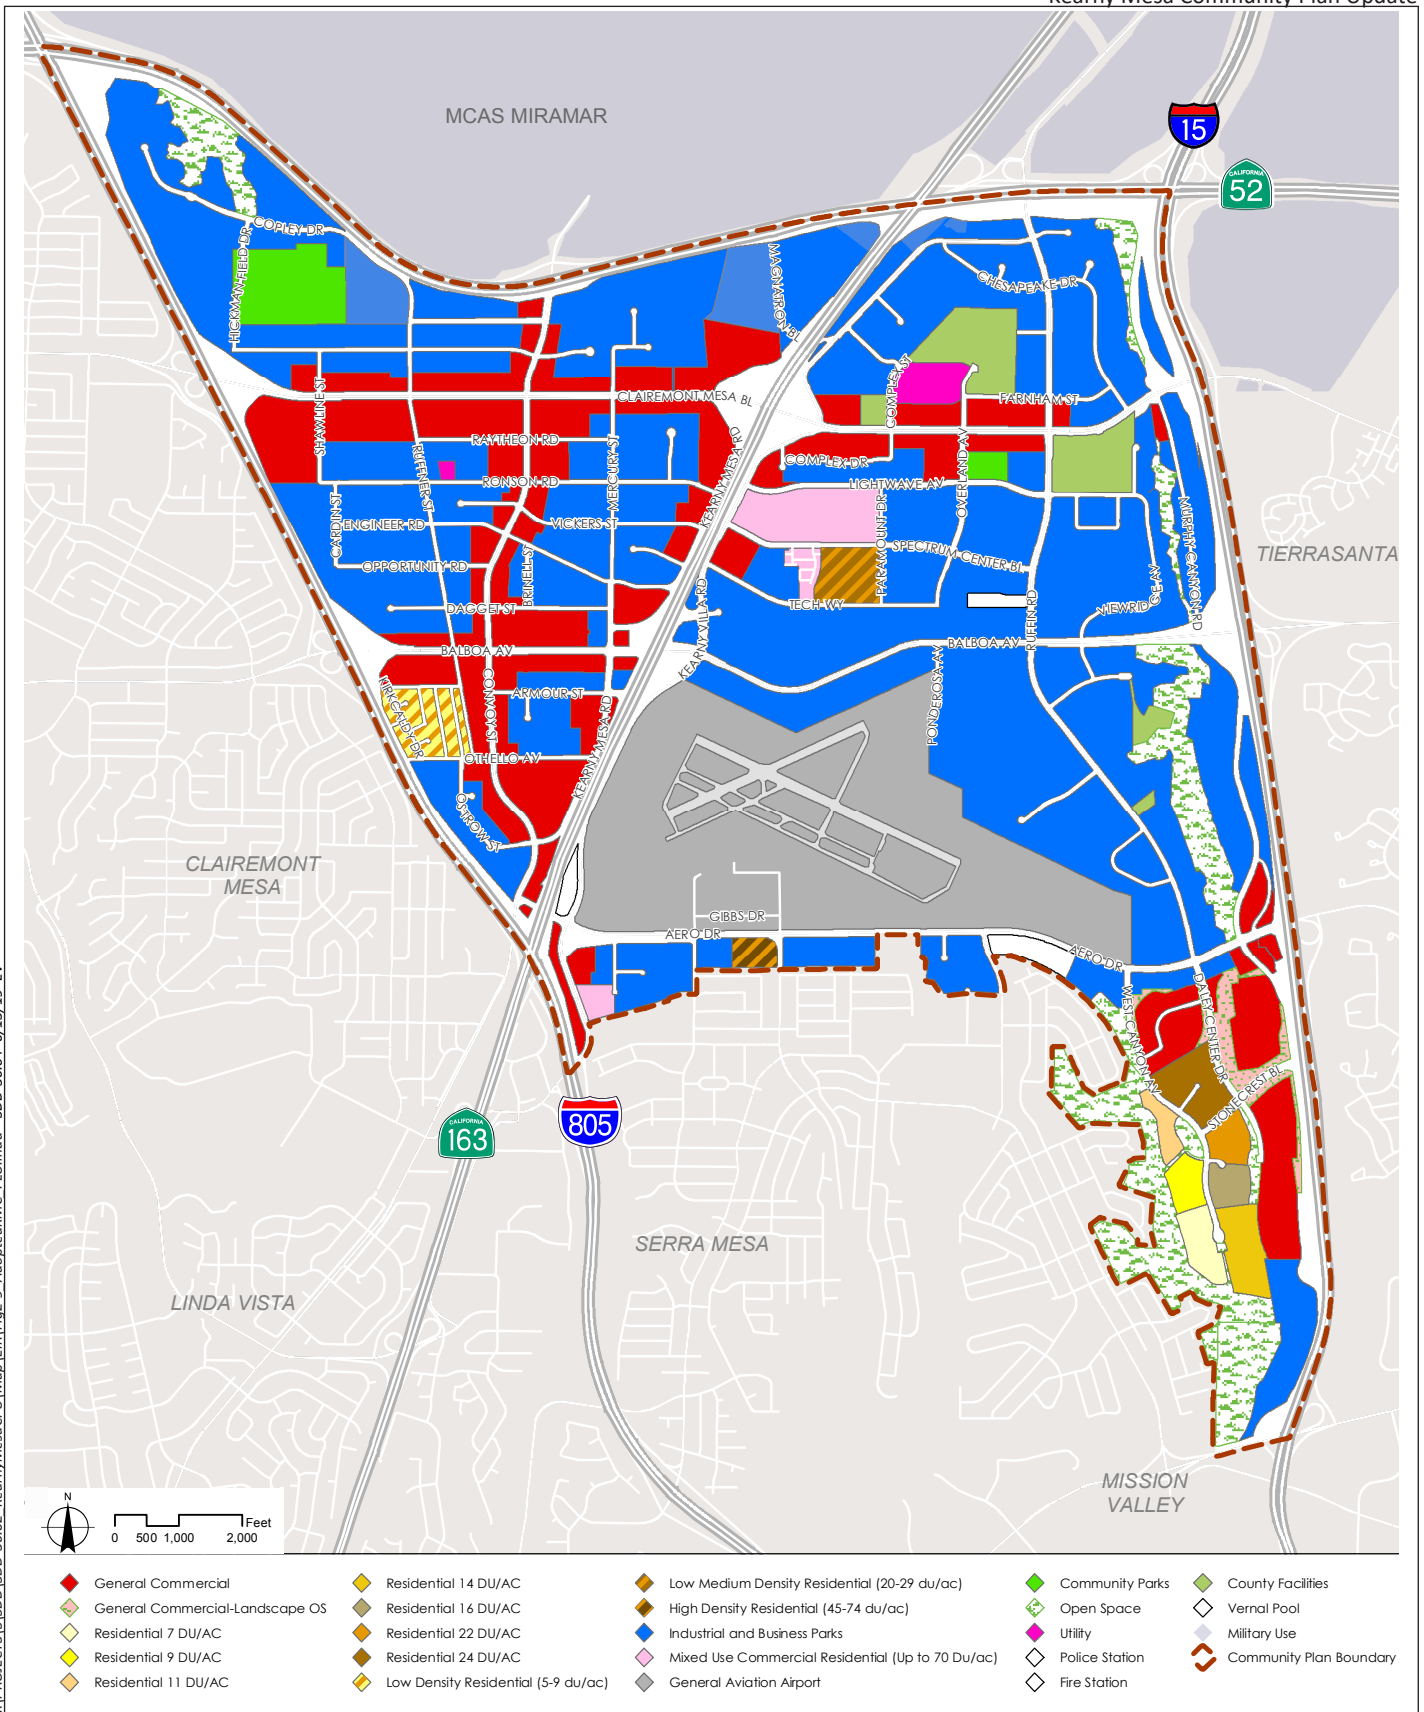 Kearny Mesa Community Plan Update
MCAS MIRAMAR
15
CALIFORNIA
52
COPLEY DR
HICKMAN FIELD DR
MAGNATRON BL
CHESAPEAKE DR
COMPLEX ST
FARNHAM ST
CLAIREMONT MESA BL
SHAWLINE ST
RUFFNER ST
RAYTHEON RD
MERCURY ST
KEARNY MESA RD
COMPLEX DR
OVERLAND AV
RONSON RD
LIGHTWAVE AV
CARDIN ST
ENGINEER RD
VICKERS ST
PARAMOUNT DR
SPECTRUM CENTER BL
MURPHY CANYON RD
TIERRASANTA
OPPORTUNITY RD
BRINELL ST
DAGGET ST
TECH WY
RUFFIN RD
VIEWRIDGE AV
BALBOA AV
KEARNY VILLA RD
BALBOA AV
KIRKCALDY DR
CONVOY ST
ARMOUR ST
KEARNY MESA RD
PONDEROSA AV
OTHELLO AV
OSTROW ST
CLAIREMONT
MESA
GIBBS DR
AERO DR
AERO DR
WEST CANYON AV
DALEY CENTER DR
STONECREST BL
CALIFORNIA
163
805
SERRA MESA
LINDA VISTA
MISSION
VALLEY
N
0 500 1,000 2,000 Feet
General Commercial
General Commercial-Landscape OS
Residential 7 DU/AC
Residential 9 DU/AC
Residential 11 DU/AC
Residential 14 DU/AC
Residential 16 DU/AC
Residential 22 DU/AC
Residential 24 DU/AC
Low Density Residential (5-9 du/ac)
Low Medium Density Residential (20-29 du/ac)
High Density Residential (45-74 du/ac)
Industrial and Business Parks
Mixed Use Commercial Residential (Up to 70 Du/ac)
General Aviation Airport
Community Parks
Open Space
Utility
Police Station
Fire Station
County Facilities
Vernal Pool
Military Use
Community Plan Boundary